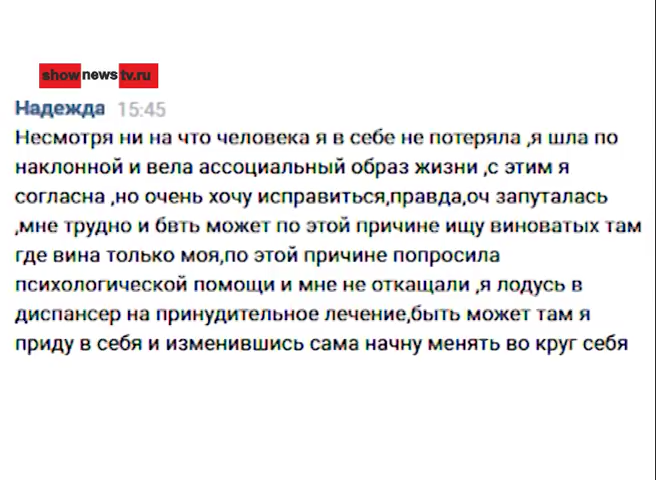 shownewstv.ru
Надежда 15:45
Несмотря ни на что человека я в себе не потеряла ,я шла по
наклонной и вела ассоциальный образ жизни ,с этим я
согласна ,но очень хочу исправиться,правда,оч запуталась
,мне трудно и бвть может по этой причине ищу виноватых там
где вина только моя,по этой причине попросила
психологической помощи и мне не откащали ,я лодусь в
диспансер на принудительное лечение,быть может там я
приду в себя и изменившись сама начну менять во круг себя